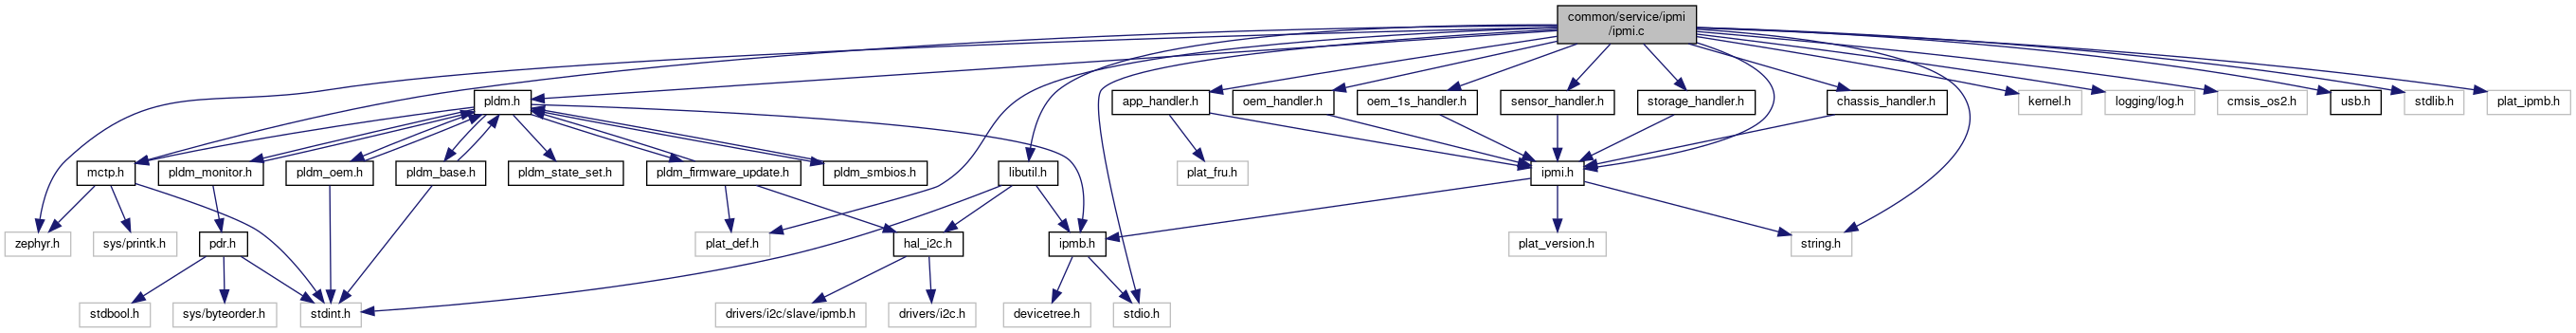 common/service/ipmi
/ipmi.c
pldm.h
app_handler.h
oem_handler.h
oem_1s_handler.h
sensor_handler.h
storage_handler.h
chassis_handler.h
kernel.h
logging/log.h
cmsis_os2.h
usb.h
stdlib.h
plat_ipmb.h
mctp.h
pldm_monitor.h
pldm_oem.h
pldm_base.h
pldm_state_set.h
pldm_firmware_update.h
pldm_smbios.h
libutil.h
plat_fru.h
ipmi.h
zephyr.h
sys/printk.h
pdr.h
plat_def.h
hal_i2c.h
ipmb.h
plat_version.h
string.h
stdbool.h
sys/byteorder.h
stdint.h
drivers/i2c/slave/ipmb.h
drivers/i2c.h
devicetree.h
stdio.h